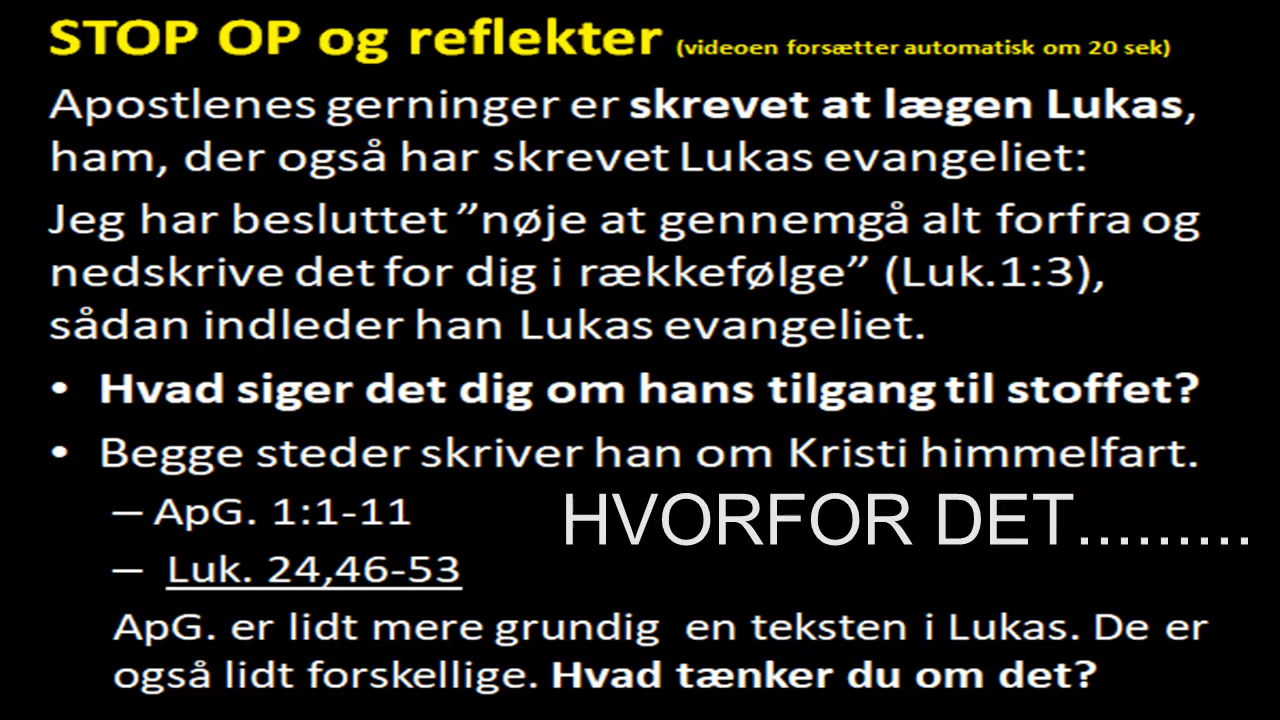 STOP OP og reflekter (videoen forsætter automatisk om 20 sek)
Apostlenes gerninger er skrevet at lægen Lukas,
ham, der også har skrevet Lukas evangeliet:
Jeg har besluttet ”nøje at gennemgå alt forfra og
nedskrive det for dig i rækkefølge” (Luk.1:3),
sådan indleder han Lukas evangeliet.
• Hvad siger det dig om hans tilgang til stoffet?
• Begge steder skriver han om Kristi himmelfart.
– ApG. 1:1-11
HVORFOR DET.........
– Luk. 24,46-53
ApG. er lidt mere grundig en teksten i Lukas. De er
også lidt forskellige. Hvad tænker du om det?